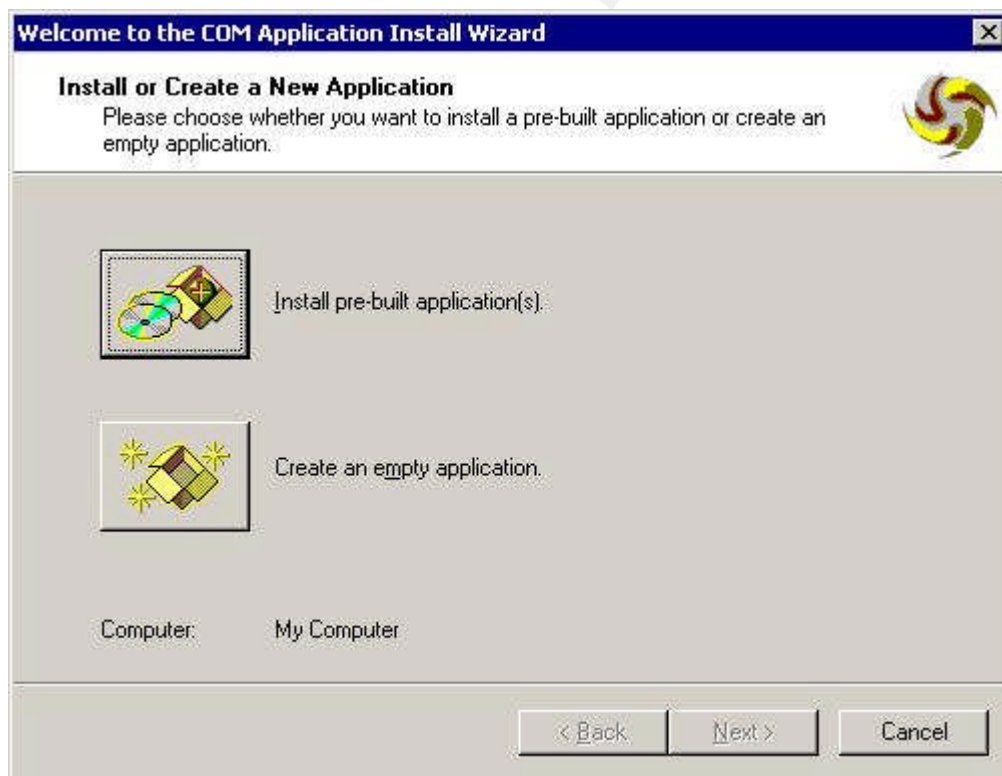 Welcome to the COM Application Install Wizard
Install or Create a New Application
Please choose whether you want to install a pre-built application or create an
empty application.
Install pre-built application(s).
Create an empty application.
Computer: My Computer
< Back Next > Cancel